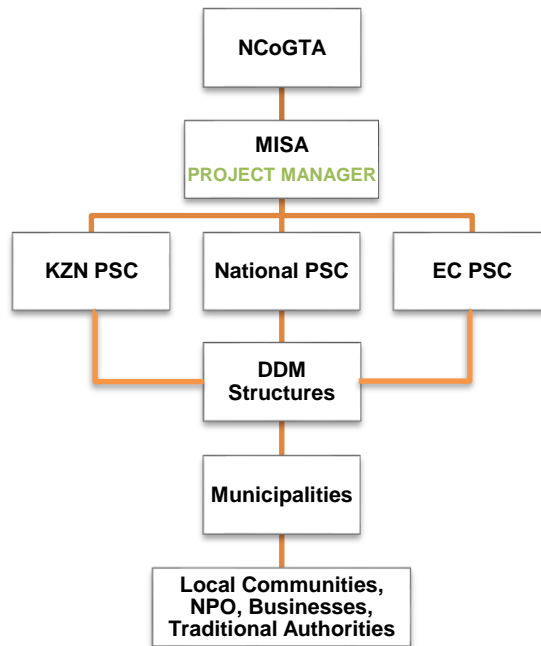 NCoGTA
MISA
PROJECT MANAGER
KZN PSC
National PSC
EC PSC
DDM
Structures
Municipalities
Local Communities,
NPO, Businesses,
Traditional Authorities